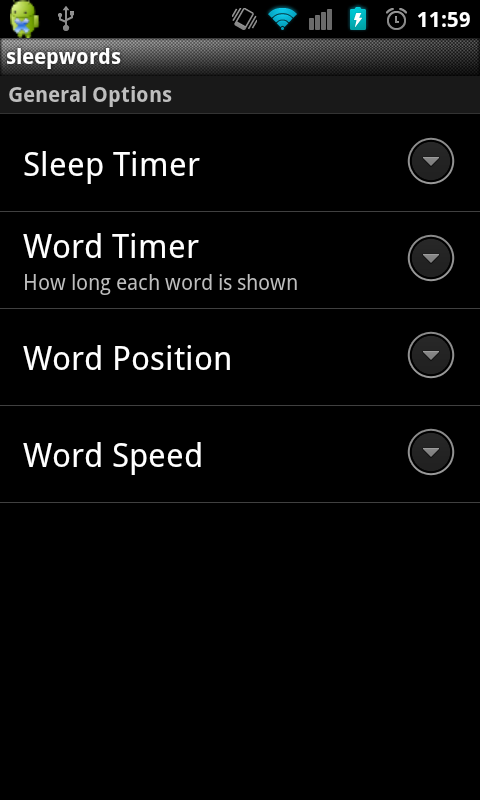 11:59
sleepwords
General Options
Sleep Timer
Word Timer
How long each word is shown
Word Position
Word Speed